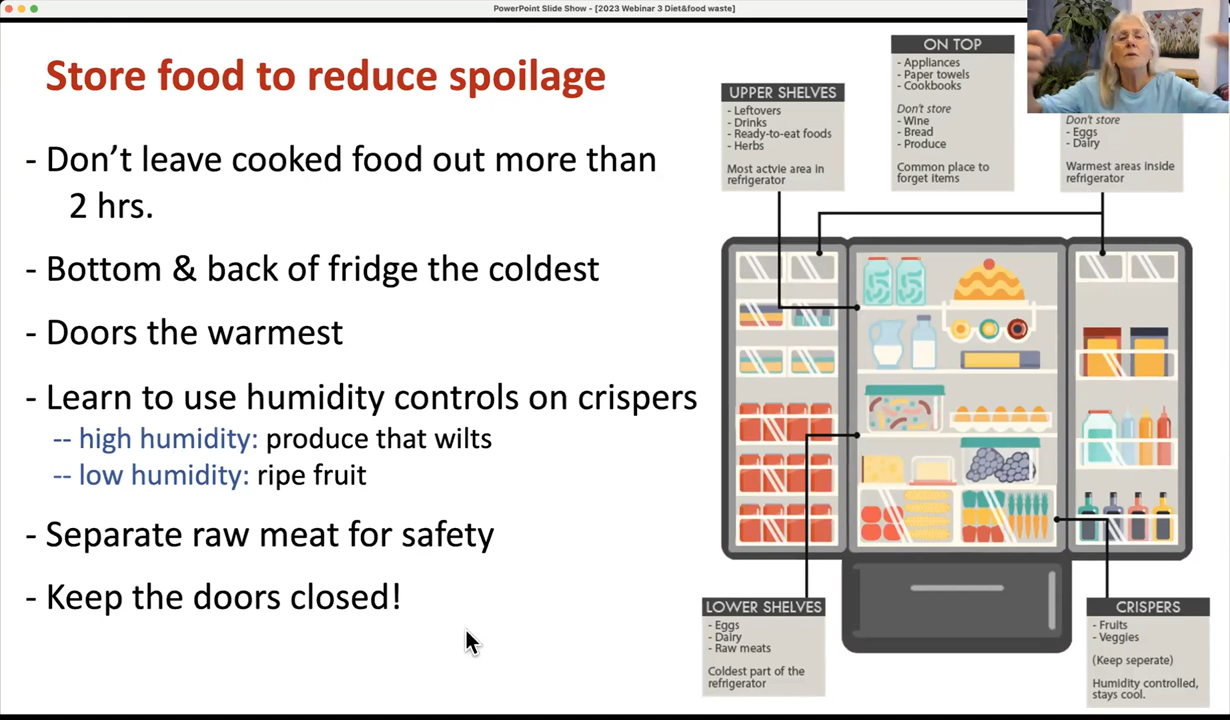 PowerPoint Slide Show - [2023 Webinar 3 Diet&food waste]
Store food to reduce spoilage
- Don’t leave cooked food out more than
2 hrs.
- Bottom & back of fridge the coldest
- Doors the warmest
- Learn to use humidity controls on crispers
-- high humidity: produce that wilts
-- low humidity: ripe fruit
- Separate raw meat for safety
- Keep the doors closed!
UPPER SHELVES
- Leftovers
- Drinks
- Ready-to-eat foods
- Herbs
Most actvie area in
refrigerator
ON TOP
- Appliances
- Paper towels
- Cookbooks
Don't store
- Wine
- Bread
- Produce
Common place to
forget items
Don't store
- Eggs
- Dairy
Warmest areas inside
refrigerator
LOWER SHELVES
- Eggs
- Dairy
- Raw meats
Coldest part of the
refrigerator
CRISPERS
- Fruits
- Veggies
(Keep seperate)
Humidity controlled,
stays cool.